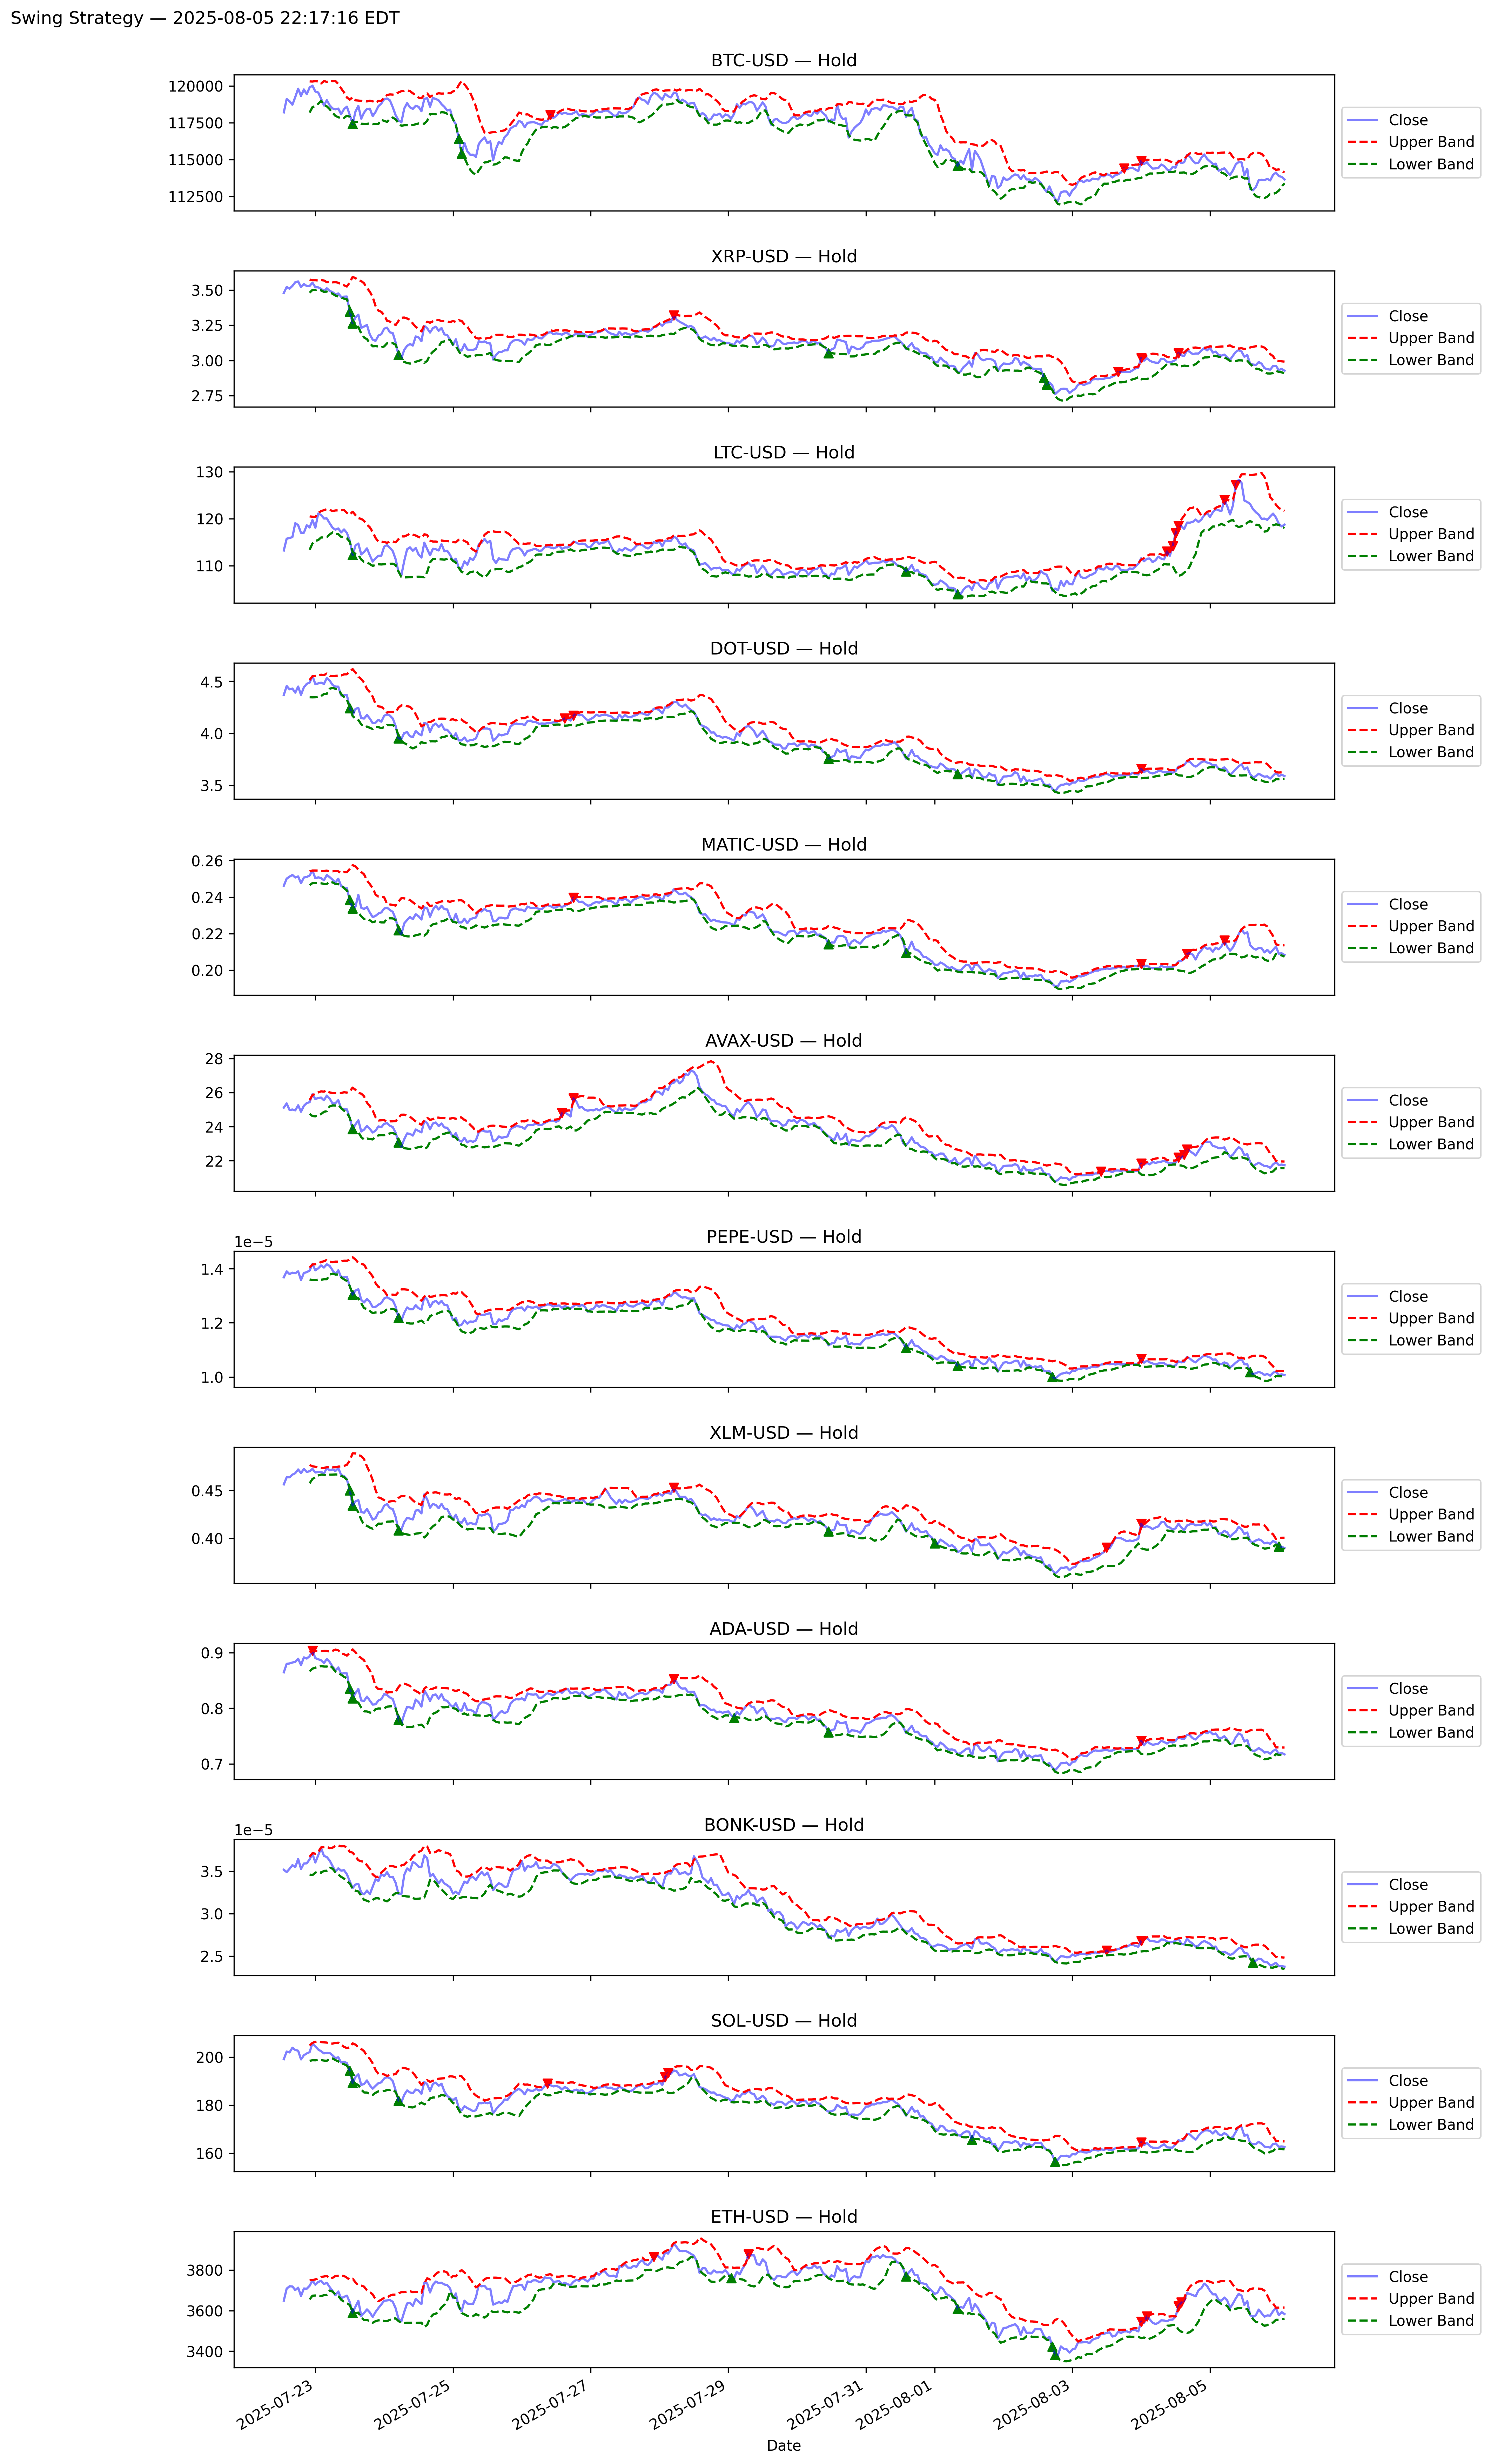 Swing Strategy — 2025-08-05 22:17:16 EDT
BTC-USD — Hold
120000
117500
115000
112500
Close
Upper Band
Lower Band
XRP-USD — Hold
3.50
3.25
3.00
2.75
Close
Upper Band
Lower Band
LTC-USD — Hold
130
120
110
Close
Upper Band
Lower Band
DOT-USD — Hold
4.5
4.0
3.5
Close
Upper Band
Lower Band
MATIC-USD — Hold
0.26
0.24
0.22
0.20
Close
Upper Band
Lower Band
AVAX-USD — Hold
28
26
24
22
Close
Upper Band
Lower Band
PEPE-USD — Hold
1e−5
1.4
1.2
1.0
Close
Upper Band
Lower Band
XLM-USD — Hold
0.45
0.40
Close
Upper Band
Lower Band
ADA-USD — Hold
0.9
0.8
0.7
Close
Upper Band
Lower Band
BONK-USD — Hold
1e−5
3.5
3.0
2.5
Close
Upper Band
Lower Band
SOL-USD — Hold
200
180
160
Close
Upper Band
Lower Band
ETH-USD — Hold
3800
3600
3400
Close
Upper Band
Lower Band
2025-07-23
2025-07-25
2025-07-27
2025-07-29
2025-07-31
2025-08-01
2025-08-03
2025-08-05
Date